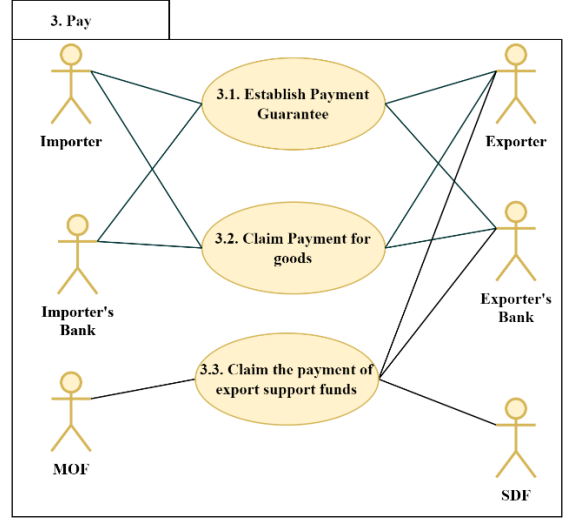 3. Pay
3.1. Establish Payment
Guarantee
Importer
Exporter
3.2. Claim Payment for
goods
Importer's
Bank
Exporter's
Bank
3.3. Claim the payment of
export support funds
MOF
SDF